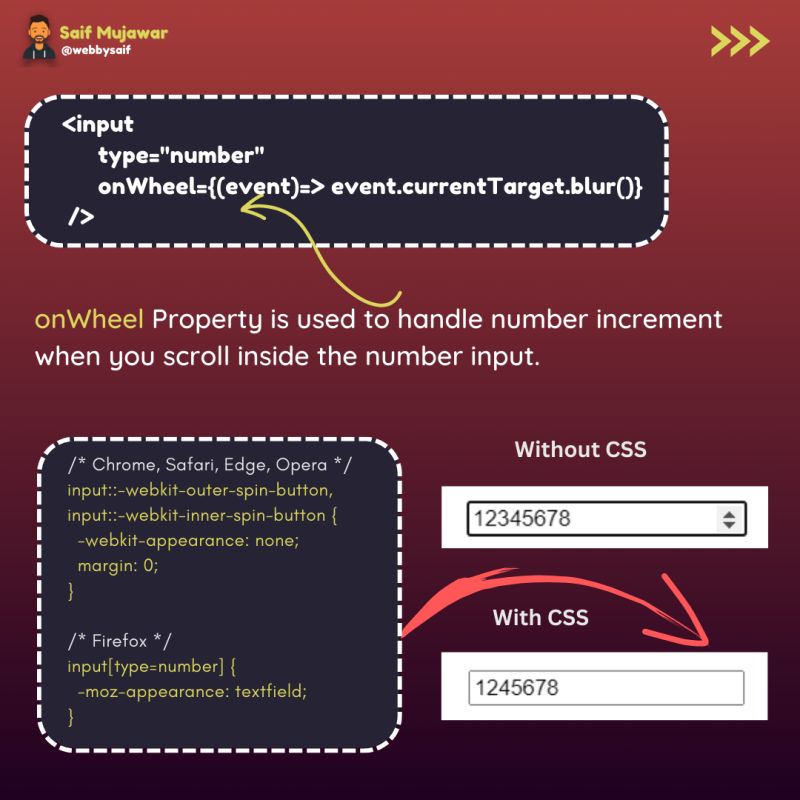 Saif Mujawar
@webbysaif
<input
type="number"
onWheel={(event)=> event.currentTarget.blur()}
/>
onWheel Property is used to handle number increment
when you scroll inside the number input.
/* Chrome, Safari, Edge, Opera */
input::-webkit-outer-spin-button,
input::-webkit-inner-spin-button {
-webkit-appearance: none;
margin: 0;
}
/* Firefox */
input[type=number] {
-moz-appearance: textfield;
}
Without CSS
12345678
With CSS
1245678